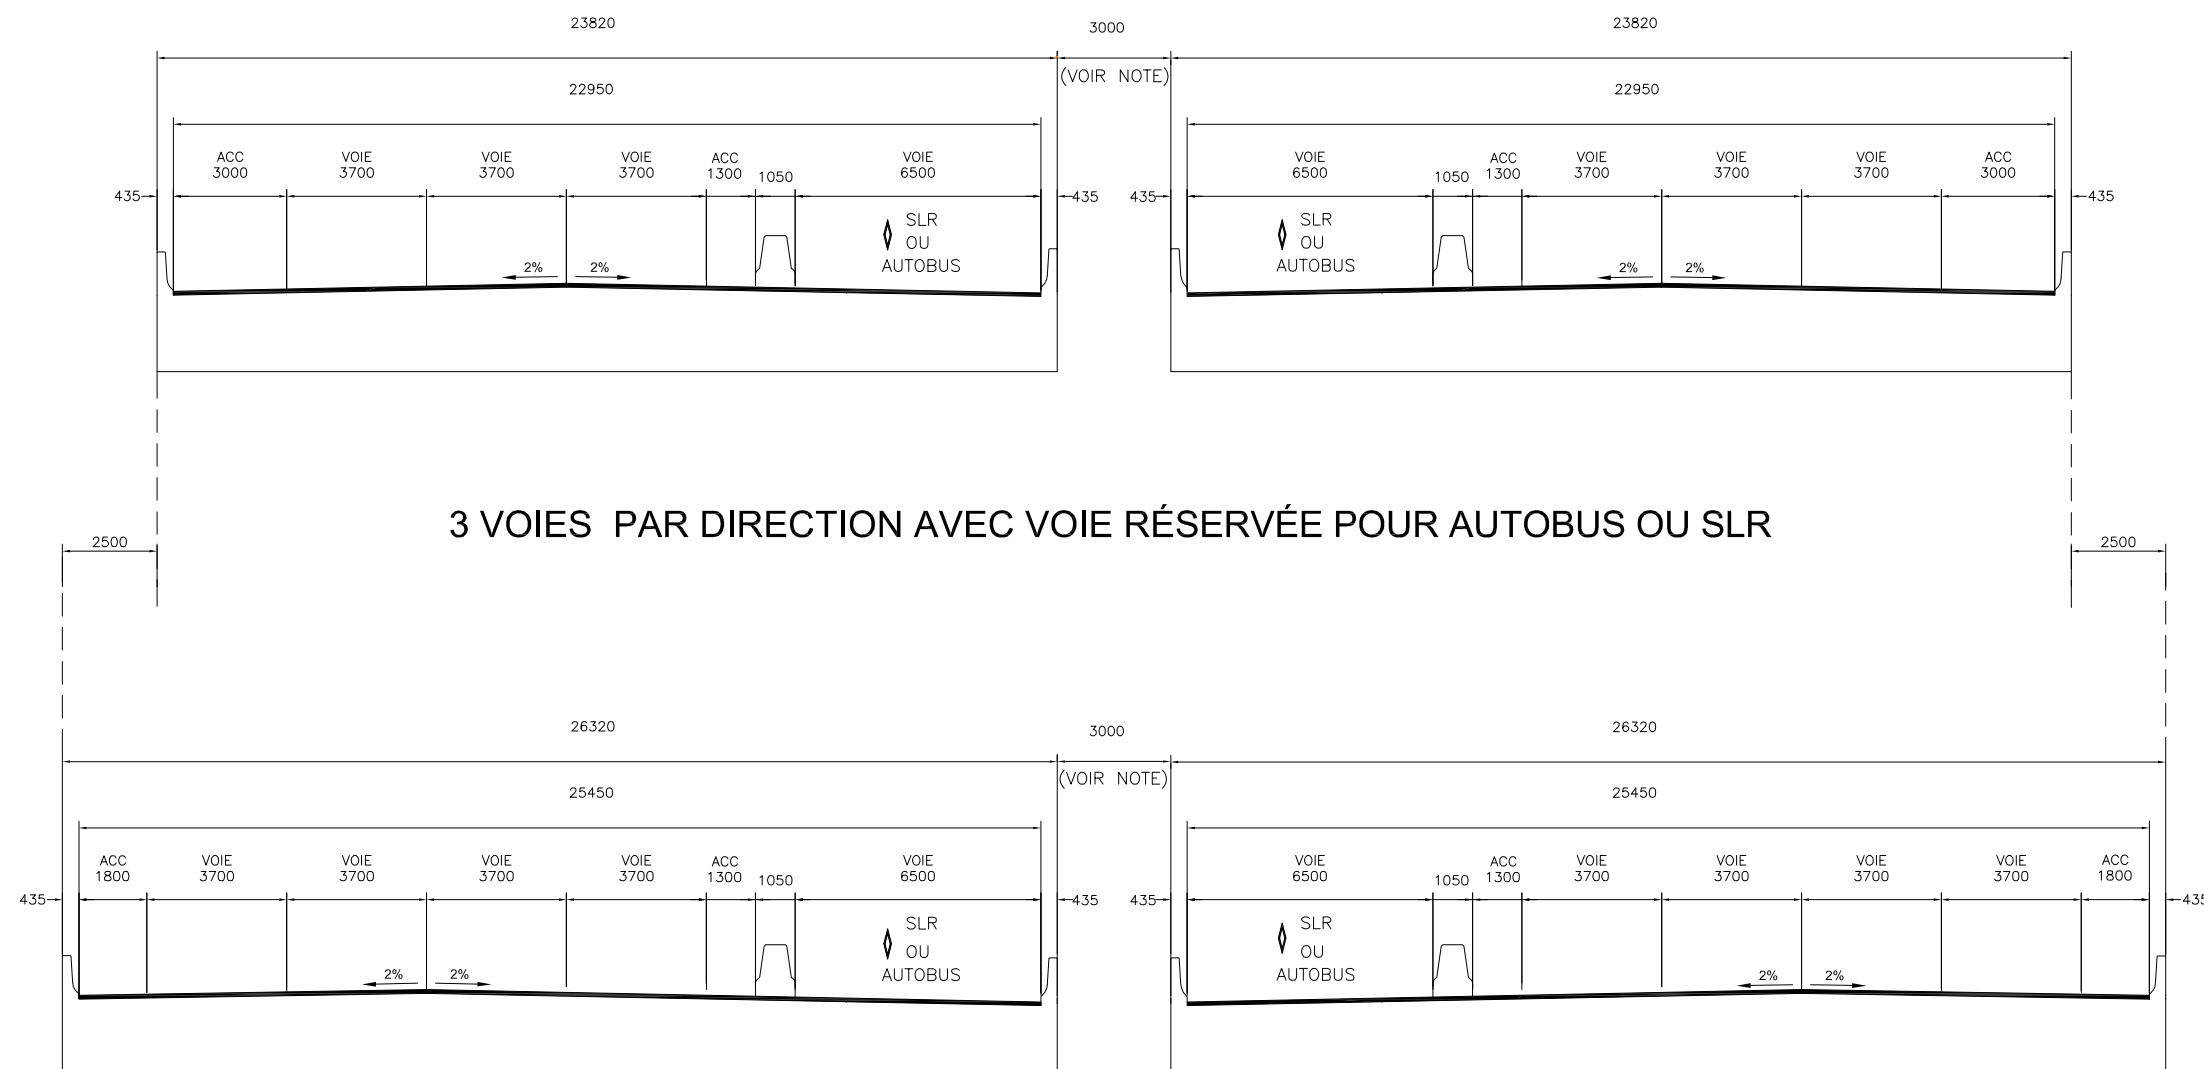 23820 3000 23820
(VOIR NOTE)
22950 22950
ACC VOIE VOIE VOIE ACC VOIE VOIE ACC VOIE VOIE VOIE ACC
3000 3700 3700 3700 1300 1050 6500 6500 1050 1300 3700 3700 3700 3000
435 435 435 435
SLR SLR
OU OU
AUTOBUS AUTOBUS
2% 2% 2% 2%
3 VOIES PAR DIRECTION AVEC VOIE RÉSERVÉE POUR AUTOBUS OU SLR
2500 2500
26320 3000 26320
(VOIR NOTE)
25450 25450
ACC VOIE VOIE VOIE VOIE ACC VOIE VOIE ACC VOIE VOIE VOIE VOIE ACC
1800 3700 3700 3700 3700 1300 1050 6500 6500 1050 1300 3700 3700 3700 3700 1800
435 435 435 435
SLR SLR
OU OU
AUTOBUS AUTOBUS
2% 2% 2% 2%